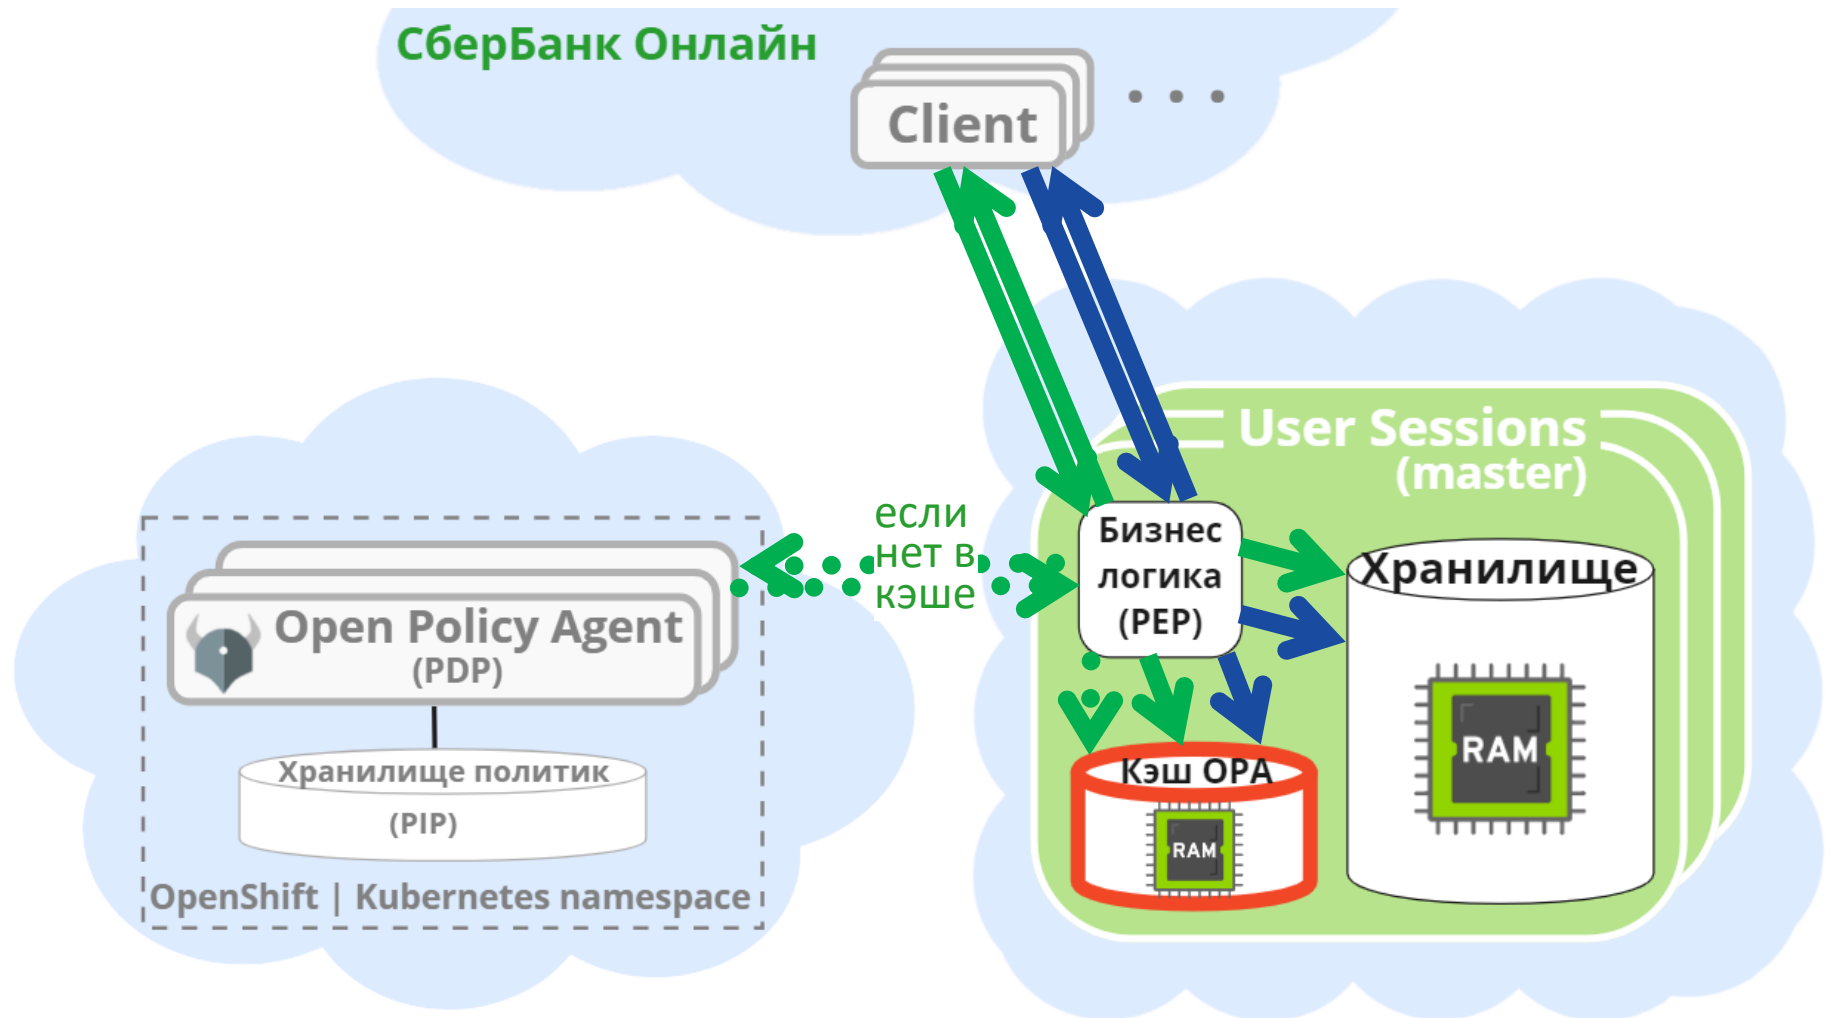 СберБанк Онлайн
Client
. . .
User Sessions
(master)
если
нет в
кэше
Бизнес
логика
(PEP)
Хранилище
RAM
Кэш OPA
RAM
Open Policy Agent
(PDP)
Хранилище политик
(PIP)
OpenShift | Kubernetes namespace